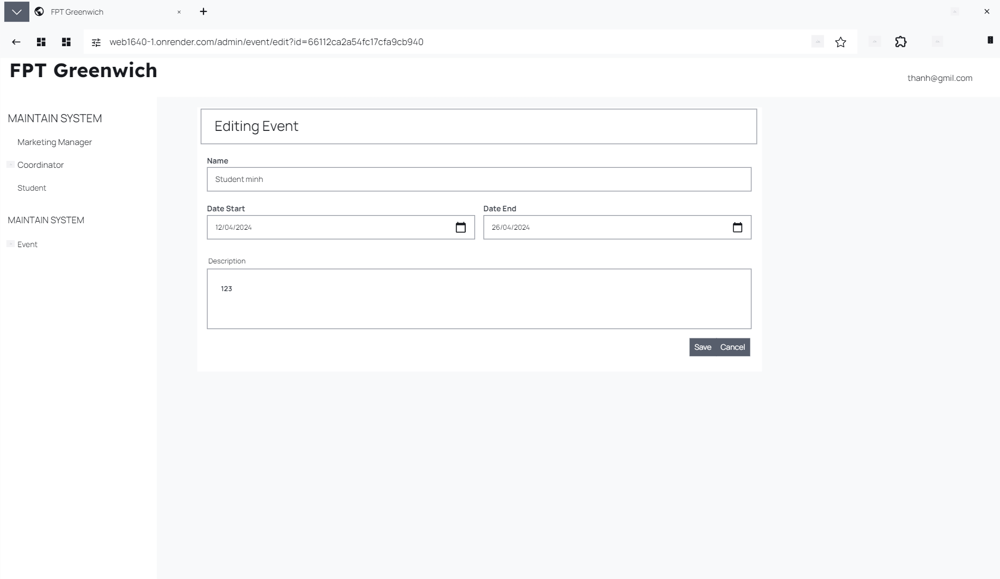 FPT Greenwich
web1640-1.onrender.com/admin/event/edit?id=66112ca2a54fc17cfa9cb940
FPT Greenwich
thanh@gmil.com
MAINTAIN SYSTEM
Marketing Manager
Coordinator
Student
MAINTAIN SYSTEM
Event
Editing Event
Name
Student minh
Date Start
Date End
12/04/2024
26/04/2024
Description
123
Save Cancel